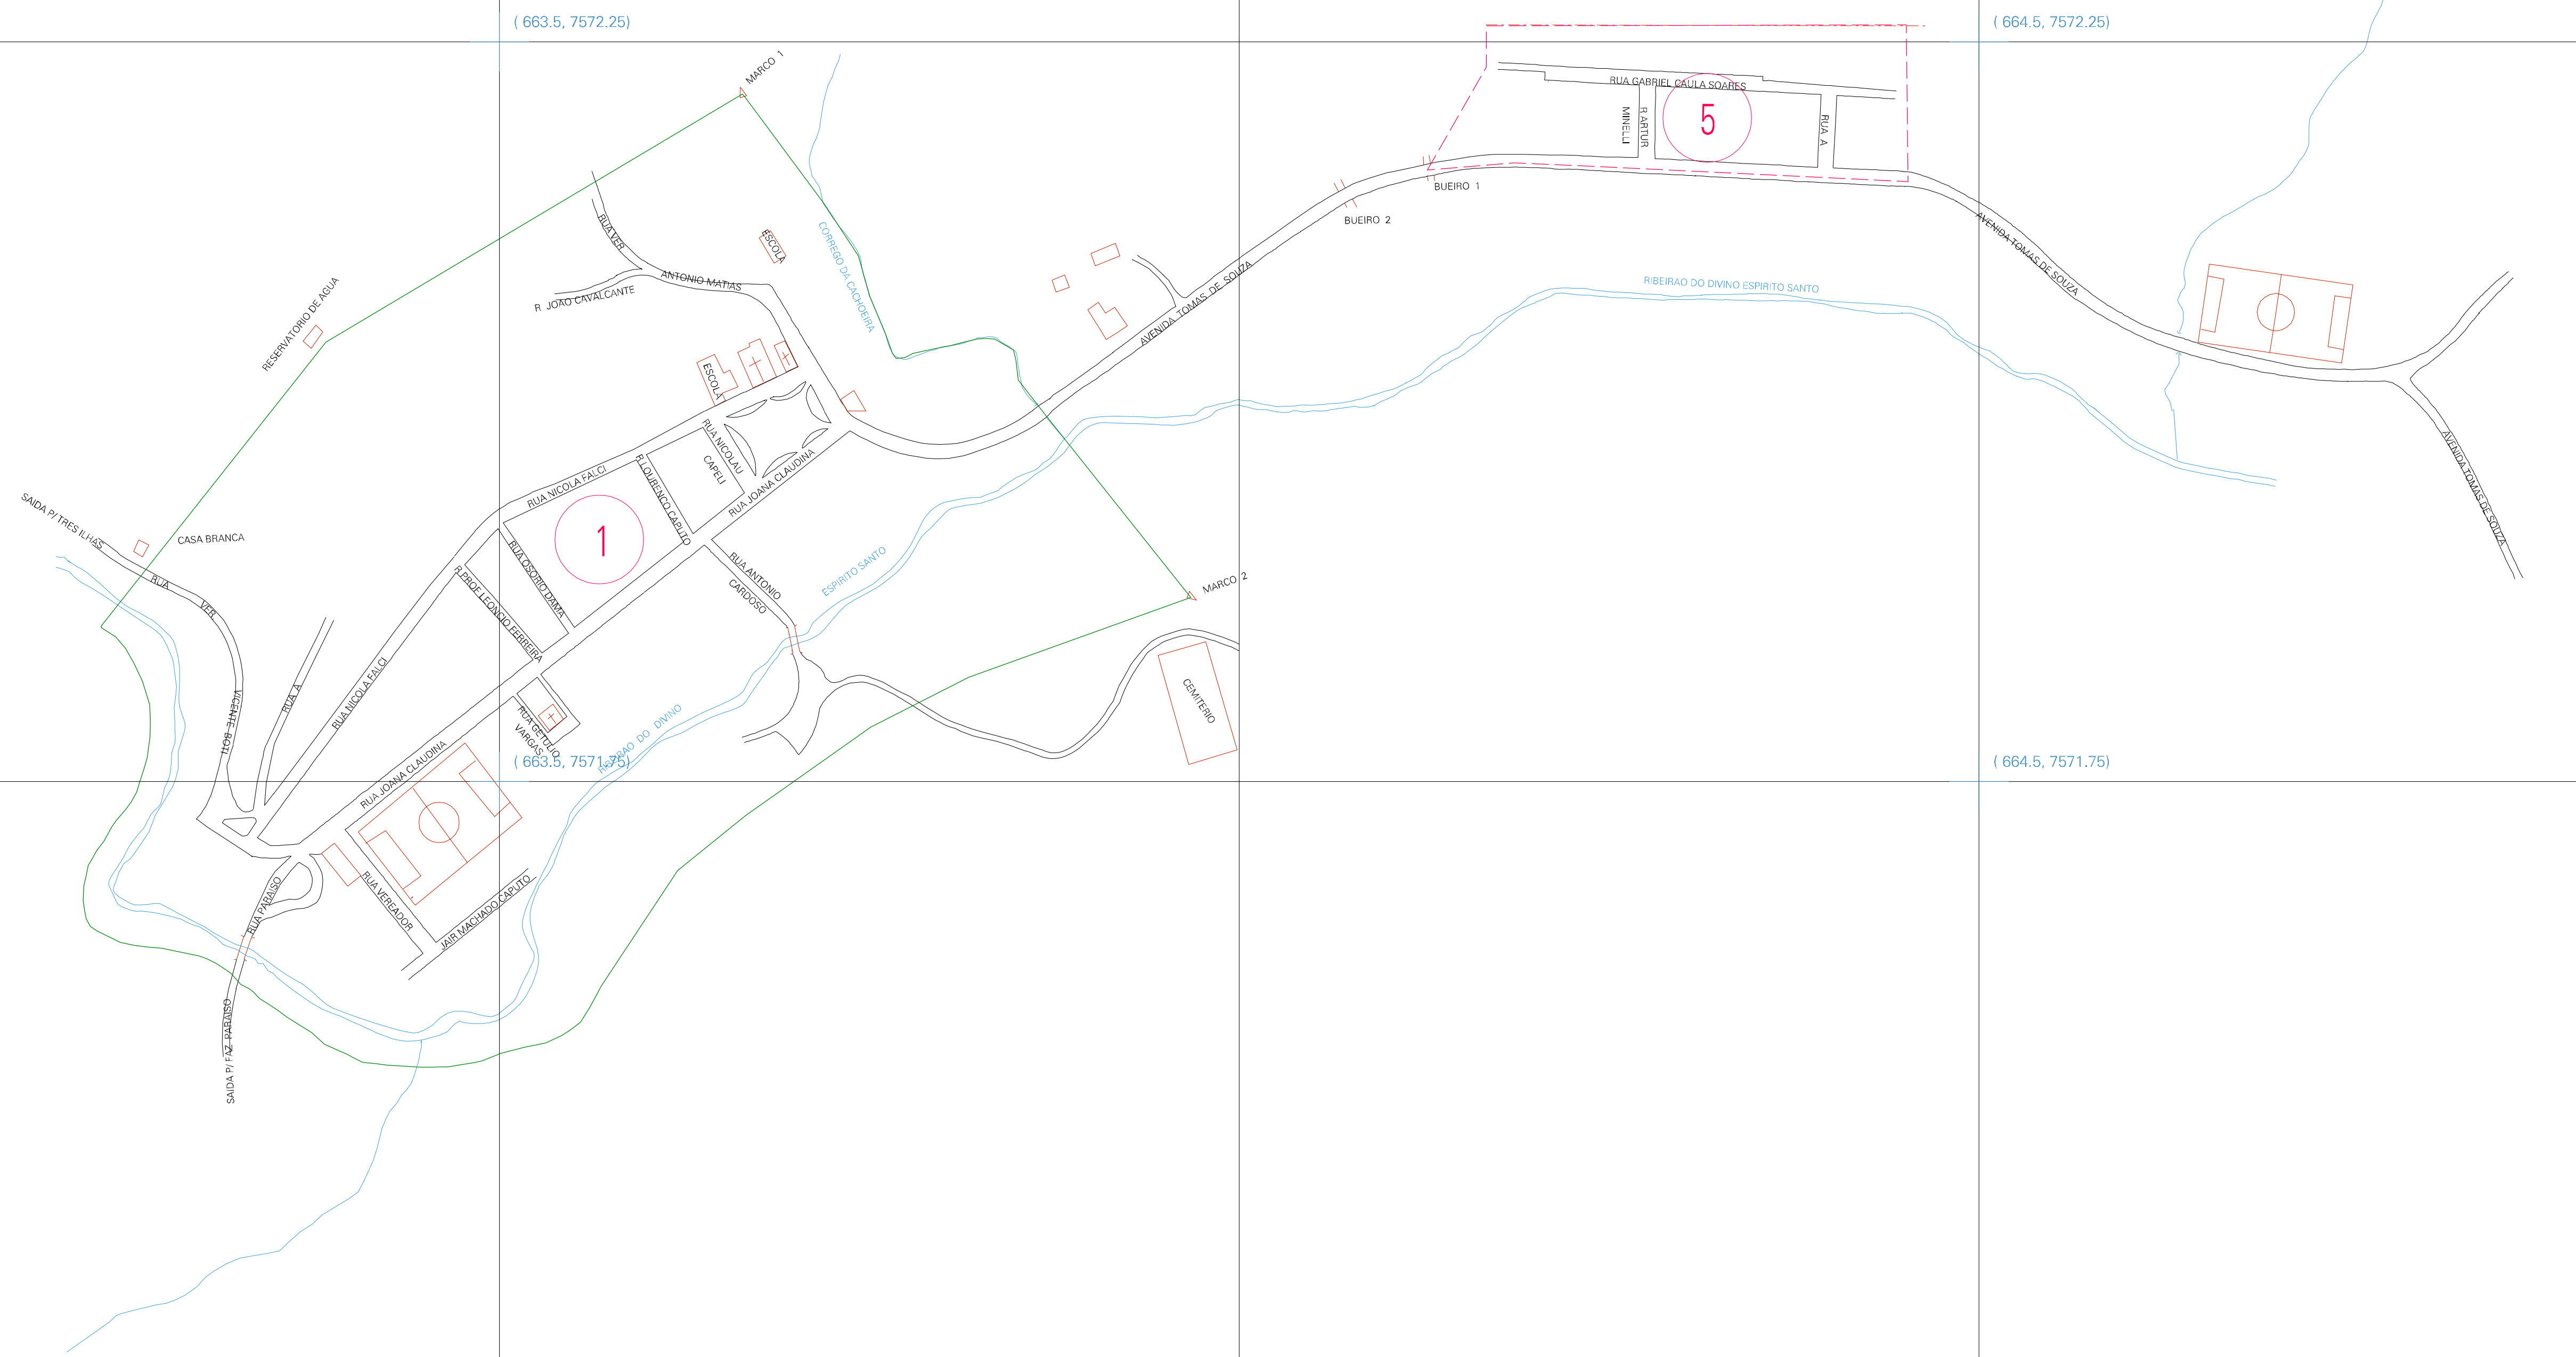 ( 663.5, 7572.25)
( 664.5, 7572.25)
MARCO 1
RUA GABRIEL CAULA SOARES
5
R ARTUR
MINELLI
RUA A
BUEIRO 1
BUEIRO 2
RUA VER
ESCOLA
ANTONIO MATIAS
R JOAO CAVALCANTE
CORREGO DA CACHOEIRA
AVENIDA TOMAS DE SOUZA
AVENIDA TOMAS DE SOUZA
RIBEIRAO DO DIVINO ESPIRITO SANTO
RESERVATORIO DE AGUA
ESCOLA
RUA NICOLAU
CAPELI
RUA NICOLA FALCI
R LOURENCO CAPUTO
RUA JOANA CLAUDINA
AVENIDA TOMAS DE SOUZA
SAIDA P/ TRES ILHAS
CASA BRANCA
1
RUA OSORIO DAMA
R PROF LEONCIO FERREIRA
RUA ANTONIO
CARDOSO
ESPIRITO SANTO
MARCO 2
RUA
VER
VICENTE BOTI
RUA A
RUA NICOLA FALCI
RUA GETULIO
VARGAS
RIBEIRAO DO DIVINO
CEMITERIO
( 663.5, 7571.75)
( 664.5, 7571.75)
RUA JOANA CLAUDINA
RUA PARAISO
RUA VEREADOR
JAIR MACHADO CAPUTO
SAIDA P/ FAZ. PARAISO